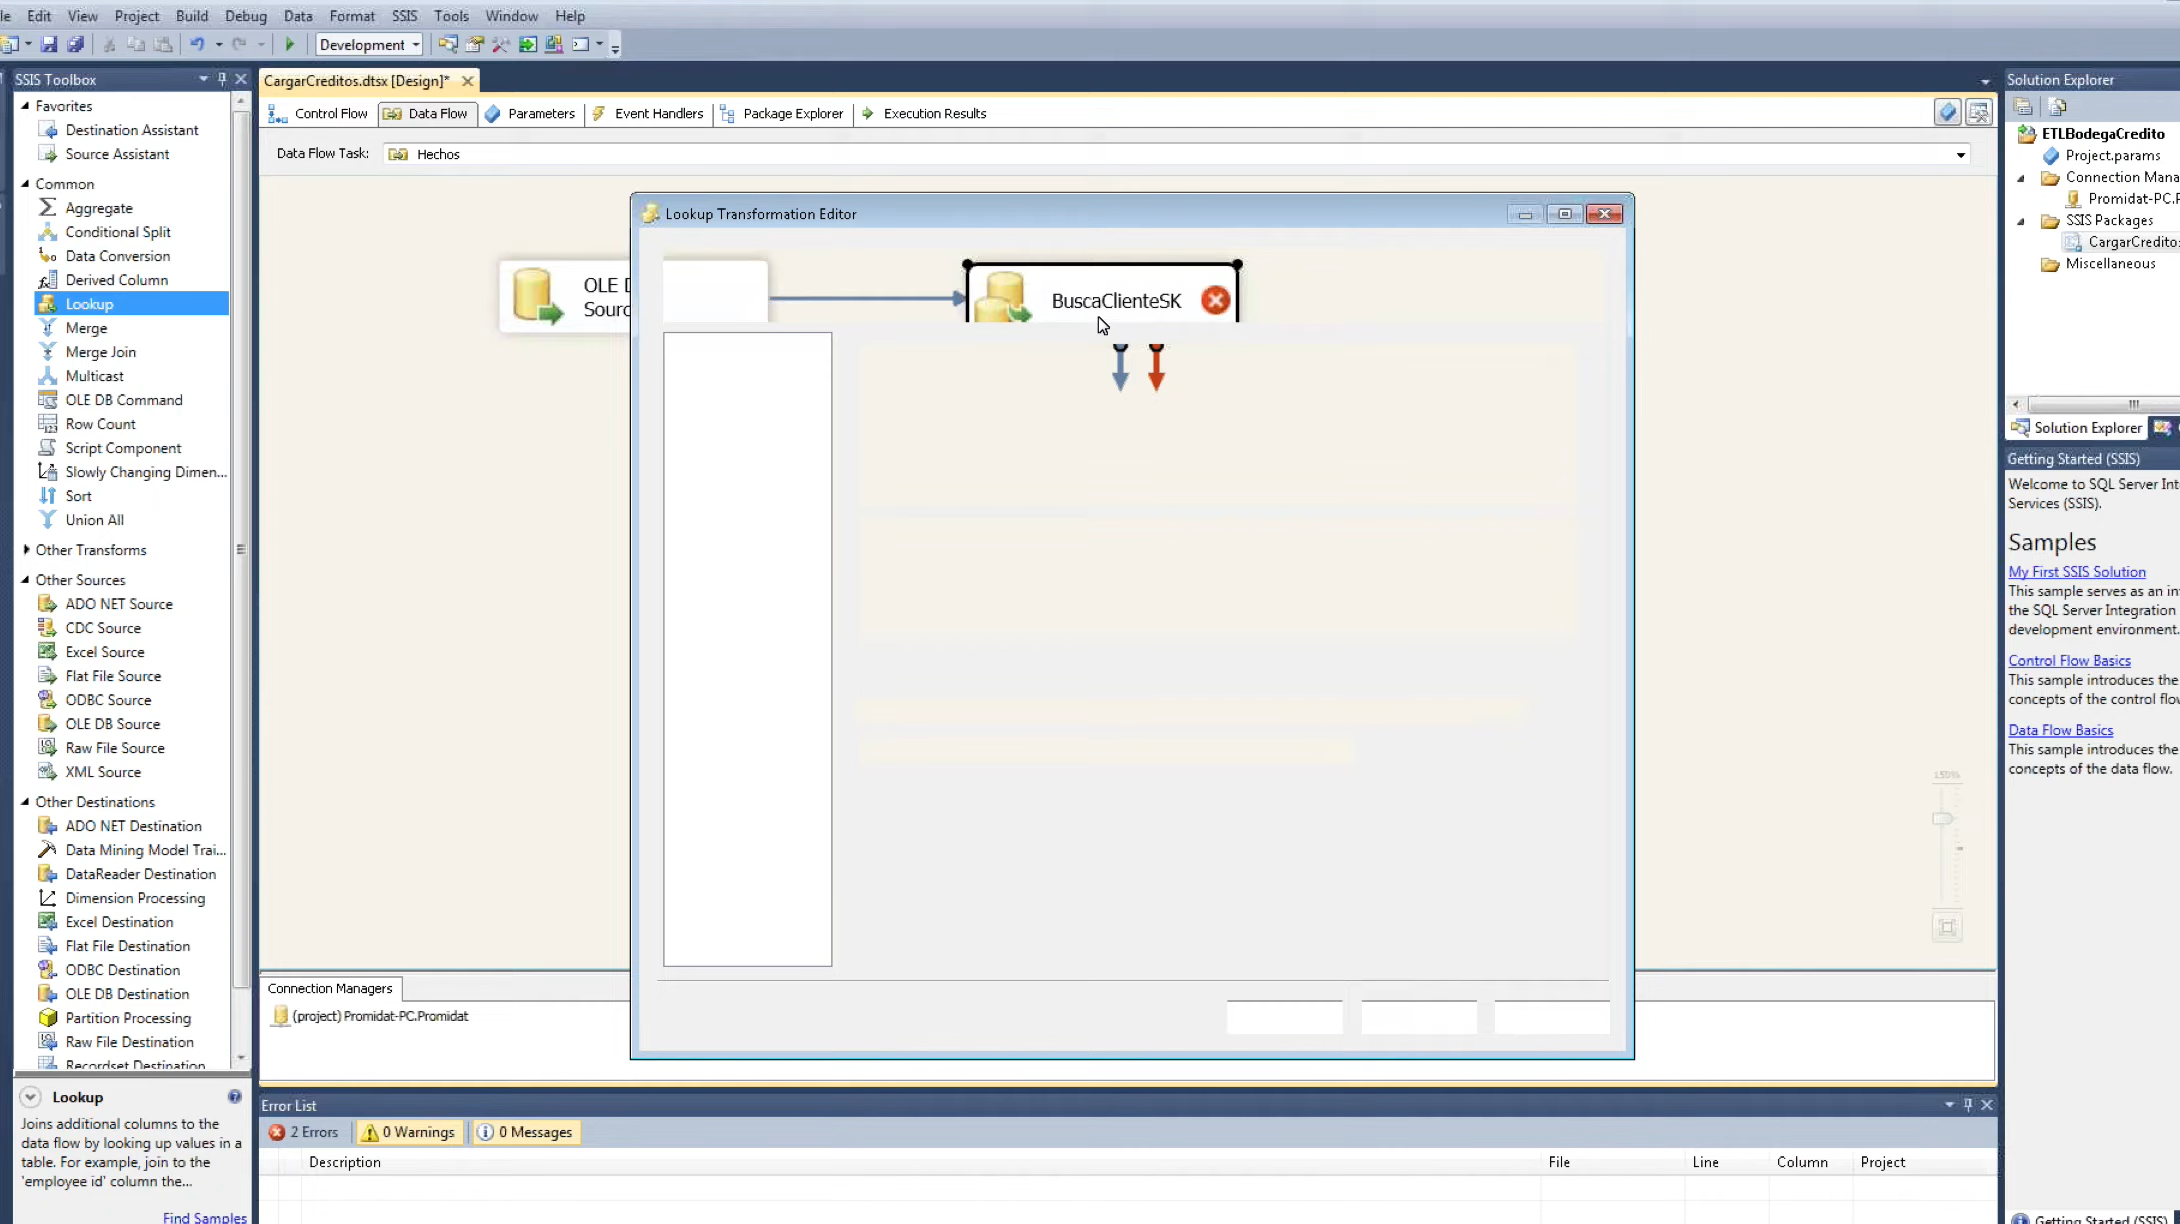 le Edit View Project Build Debug Data Format SSIS Tools Window Help
Development
SSIS Toolbox
Favorites
Destination Assistant
Source Assistant
Common
Aggregate
Conditional Split
Data Conversion
Derived Column
Lookup
Merge
Merge Join
Multicast
OLE DB Command
Row Count
Script Component
Slowly Changing Dimen...
Sort
Union All
Other Transforms
Other Sources
ADO NET Source
CDC Source
Excel Source
Flat File Source
ODBC Source
OLE DB Source
Raw File Source
XML Source
Other Destinations
ADO NET Destination
Data Mining Model Trai...
DataReader Destination
Dimension Processing
Excel Destination
Flat File Destination
ODBC Destination
OLE DB Destination
Partition Processing
Raw File Destination
Recordset Destination
Lookup
Joins additional columns to the
data flow by looking up values in a
table. For example, join to the
'employee id' column the...
Find Samples
CargarCreditos.dtsx [Design]*
Control Flow Data Flow Parameters Event Handlers Package Explorer Execution Results
Data Flow Task: Hechos
Lookup Transformation Editor
OLE D
Sourc
BuscaClienteSK
159%
Connection Managers
(project) Promidat-PC.Promidat
Error List
2 Errors 0 Warnings 0 Messages
Description File Line Column Project
Solution Explorer
ETLBodegaCredito
Project.params
Connection Mana
Promidat-PC.P
SSIS Packages
CargarCreditos
Miscellaneous
Solution Explorer
Getting Started (SSIS)
Welcome to SQL Server Int
Services (SSIS).
Samples
My First SSIS Solution
This sample serves as an in
the SQL Server Integration
development environment.
Control Flow Basics
This sample introduces the
concepts of the control flow
Data Flow Basics
This sample introduces the
concepts of the data flow.
Getting Started (SSIS)